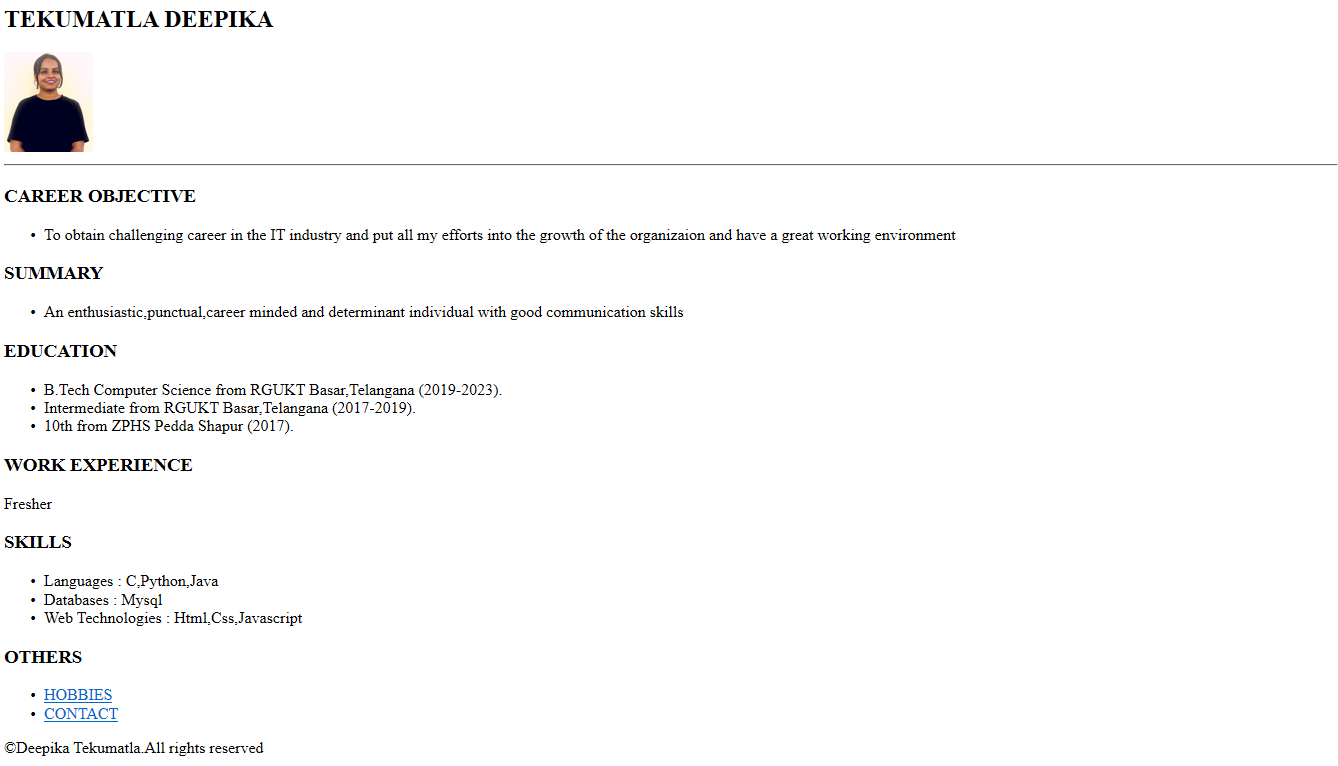 TEKUMATLA DEEPIKA
CAREER OBJECTIVE
• To obtain challenging career in the IT industry and put all my efforts into the growth of the organizaion and have a great working environment
SUMMARY
• An enthusiastic,punctual,career minded and determinant individual with good communication skills
EDUCATION
• B.Tech Computer Science from RGUKT Basar,Telangana (2019-2023).
• Intermediate from RGUKT Basar,Telangana (2017-2019).
• 10th from ZPHS Pedda Shapur (2017).
WORK EXPERIENCE
Fresher
SKILLS
• Languages : C,Python,Java
• Databases : Mysql
• Web Technologies : Html,Css,Javascript
OTHERS
• HOBBIES
• CONTACT
©Deepika Tekumatla.All rights reserved